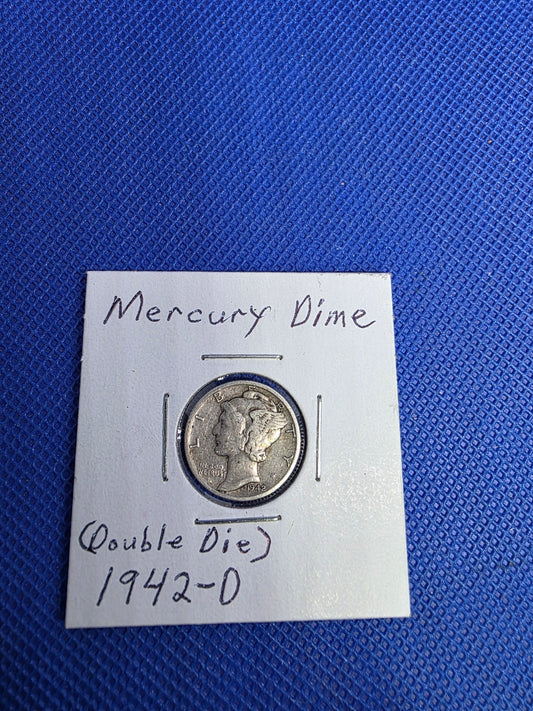 Mercury Dime
LIBERTY
IN GOD
WE TRUST
1942
(Double Die)
1942-D